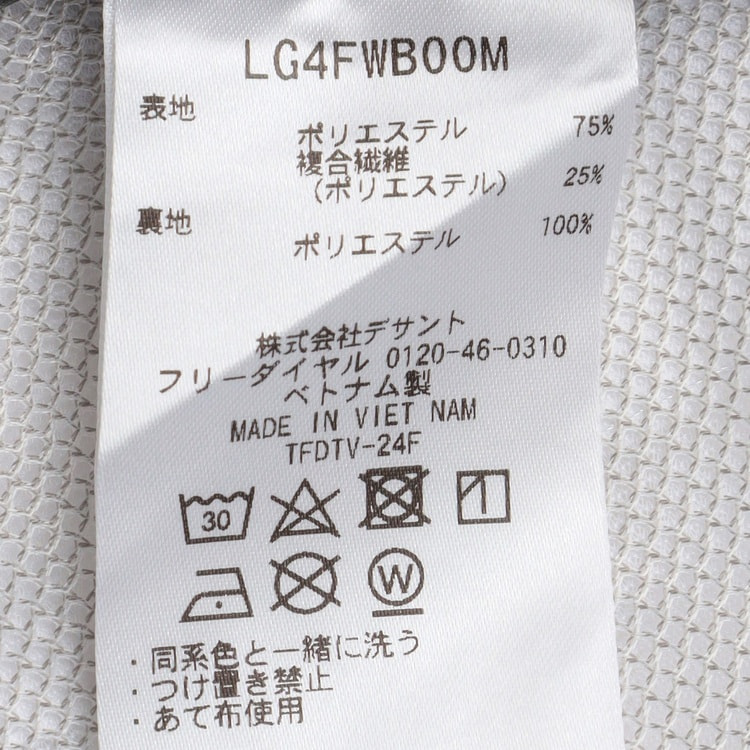 LG4FWB00M
表地
ポリエステル 75%
複合繊維
(ポリエステル) 25%
裏地
ポリエステル 100%
株式会社デサント
フリーダイヤル 0120-46-0310
ベトナム製
MADE IN VIET NAM
TFDTV-24F
30
W
・同系色と一緒に洗う
・つけ置き禁止
・あて布使用